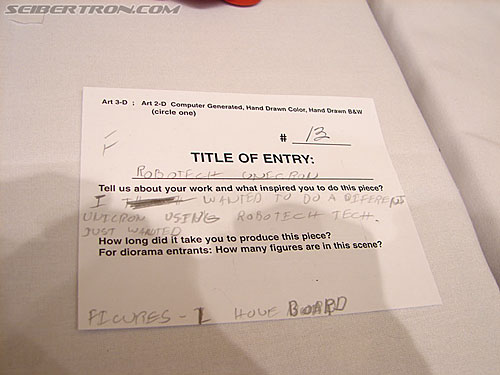 SEIBERTRON.COM
Art 3-D ; Art 2-D Computer Generated, Hand Drawn Color, Hand Drawn B&W
(circle one)
# 13
TITLE OF ENTRY:
ROBOTECH UNICRON
Tell us about your work and what inspired you to do this piece?
I WANTED TO DO A DIFFERENT
UNICRON USING ROBOTECH TECH.
JUST WANTED
How long did it take you to produce this piece?
For diorama entrants: How many figures are in this scene?
FIGURES - 1 HOVE BOARD